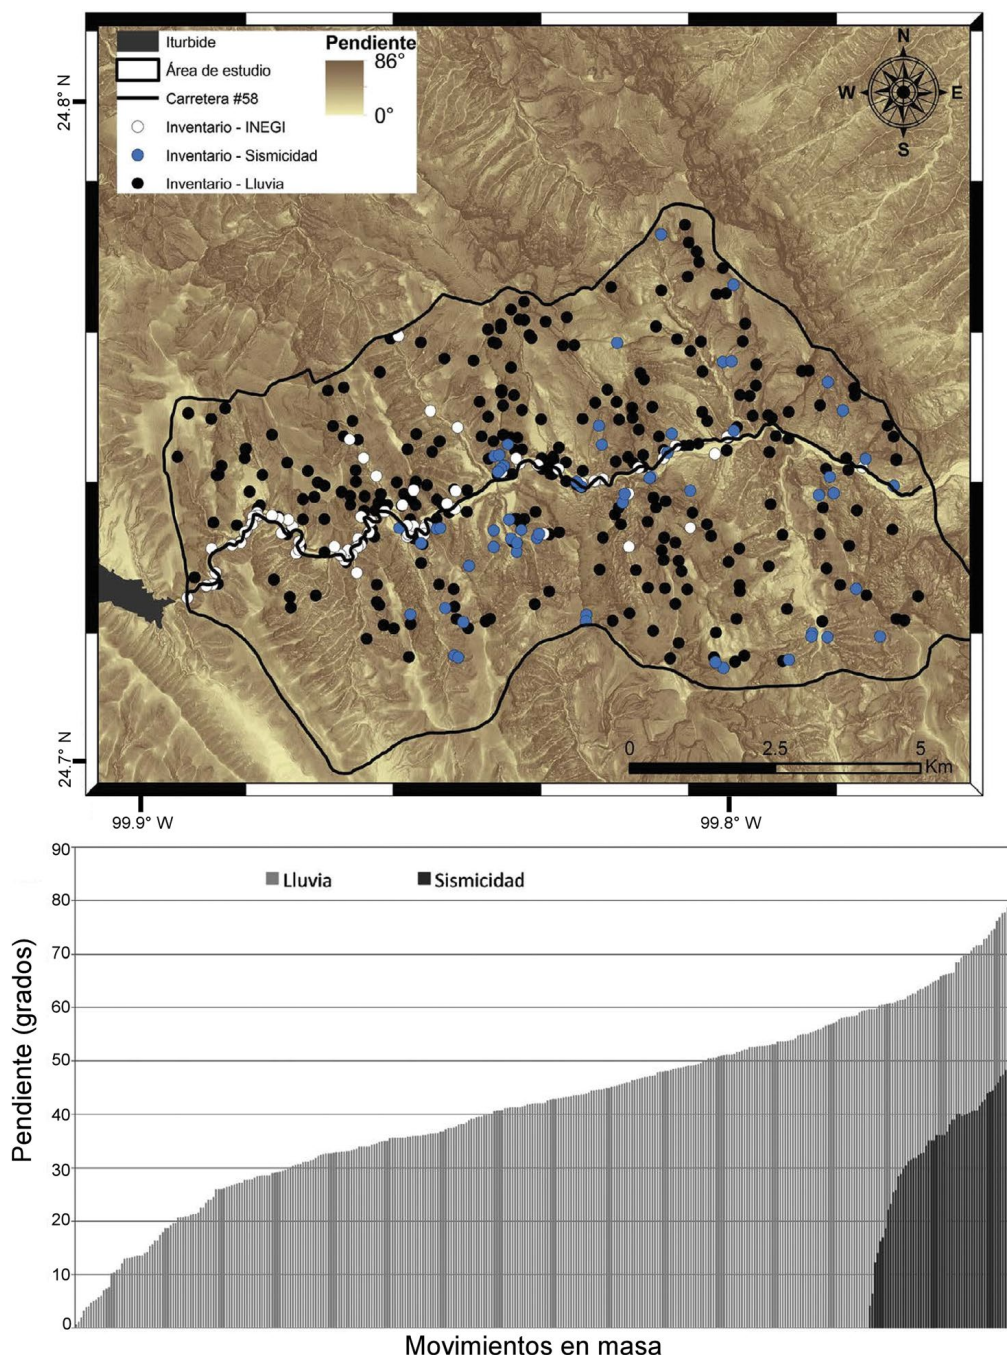 Iturbide
Área de estudio
Carretera #58
Inventario - INEGI
Inventario - Sismicidad
Inventario - Lluvia
Pendiente
86°
0°
N
W
E
S
24.8° N
24.7° N
0
2.5
5
Km
99.9° W
99.8° W
Lluvia
Sismicidad
90
80
70
60
50
40
30
20
10
0
Pendiente (grados)
Movimientos en masa